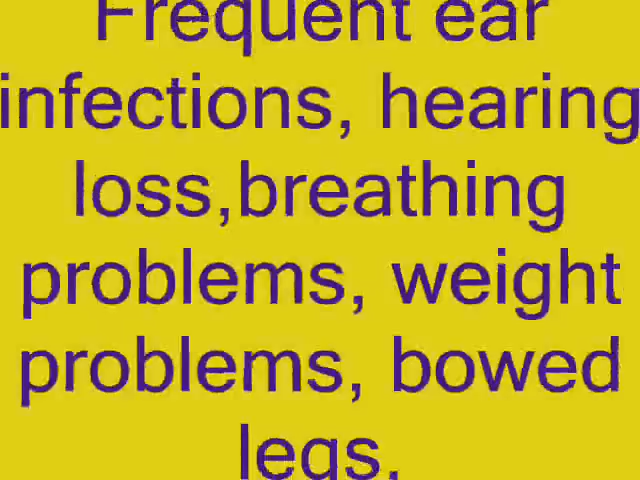 Frequent ear
infections, hearing
loss,breathing
problems, weight
problems, bowed
legs,